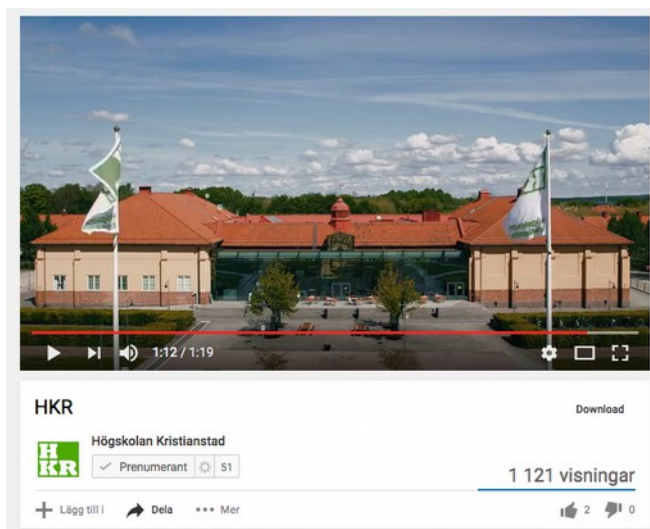 1:12 / 1:19
HKR
Download
H
KR
Högskolan Kristianstad
Prenumerant 51
1 121 visningar
Lägg till i Dela Mer 2 0